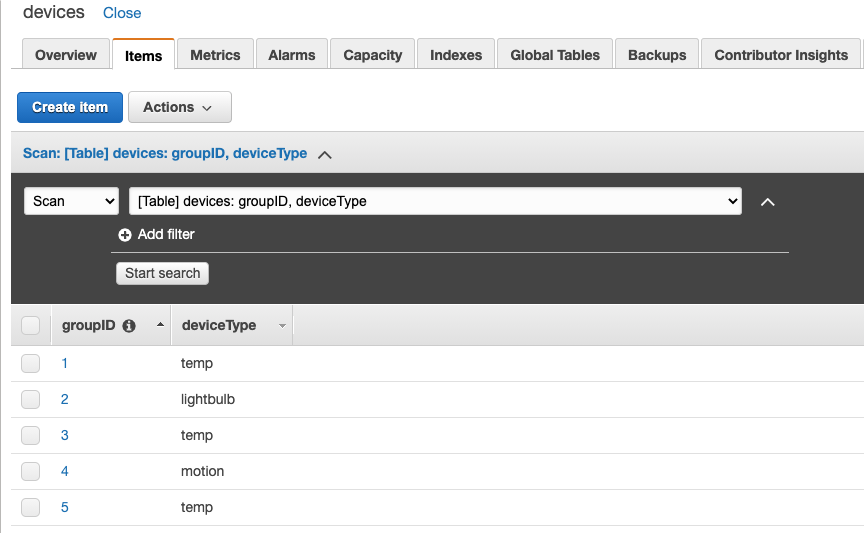 devices Close
Overview Items Metrics Alarms Capacity Indexes Global Tables Backups Contributor Insights
Create item Actions
Scan: [Table] devices: groupID, deviceType
Scan [Table] devices: groupID, deviceType
Add filter
Start search
groupID deviceType
1 temp
2 lightbulb
3 temp
4 motion
5 temp